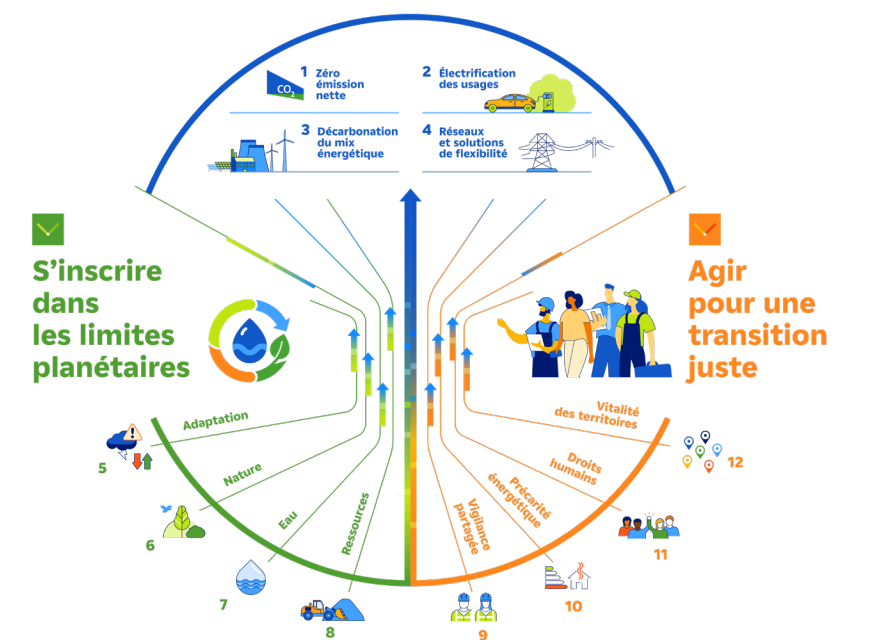 1 Zéro
émission
nette
CO2
2 Électrification
des usages
3 Décarbonation
du mix
énergétique
4 Réseaux
et solutions
de flexibilité
S’inscrire
dans
les limites
planétaires
Agir
pour une
transition
juste
Adaptation
5
Nature
6
Eau
7
Ressources
8
Vigilance
partagée
9
Précarité
énergétique
10
Droits
humains
11
Vitalité
des territoires
12